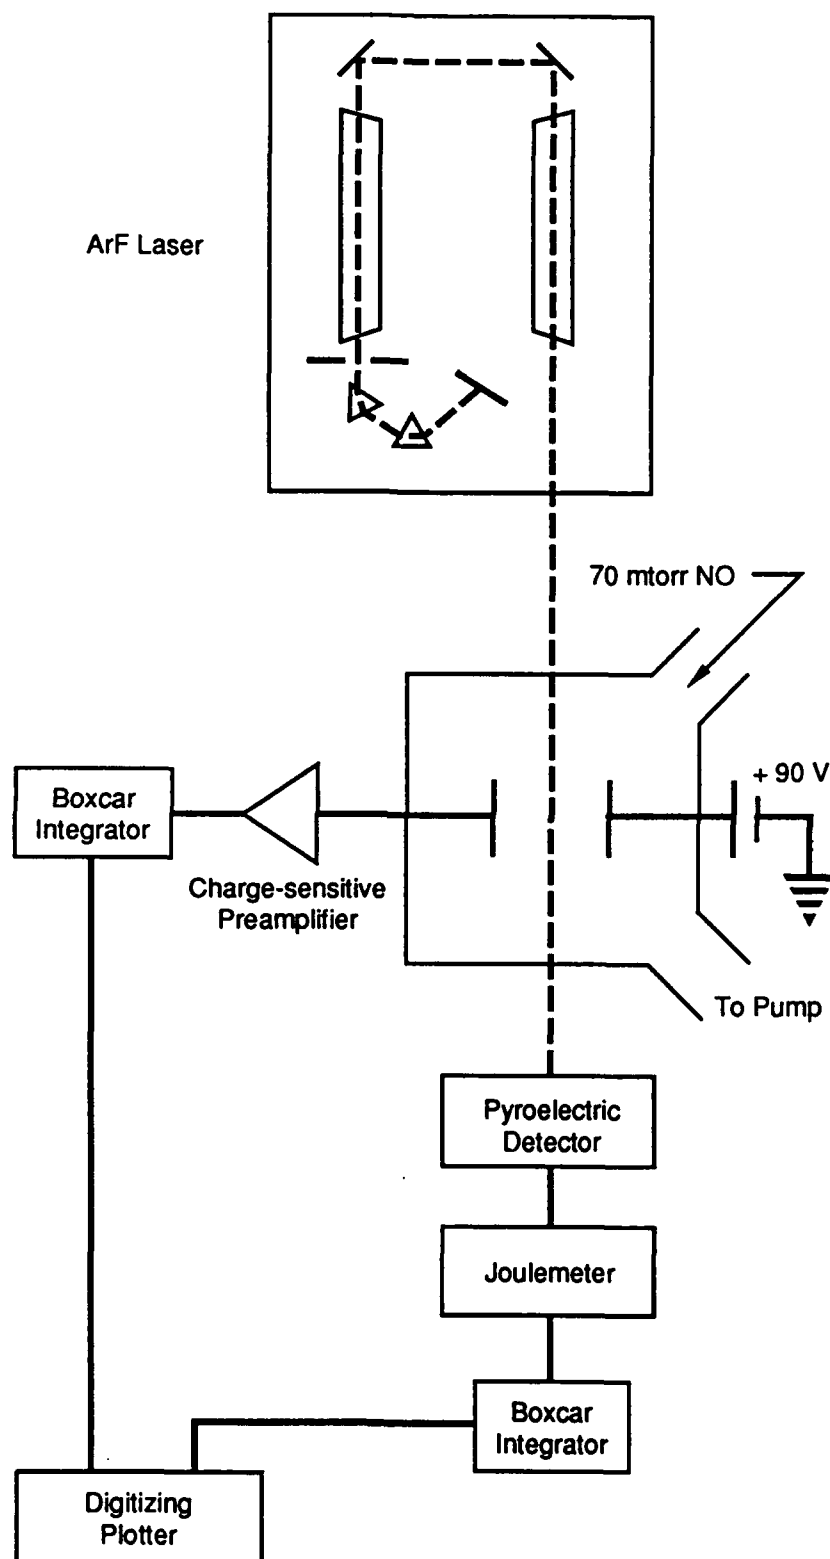 ArF Laser
70 mtorr NO
+ 90 V
Boxcar
Integrator
Charge-sensitive
Preamplifier
To Pump
Pyroelectric
Detector
Joulemeter
Boxcar
Integrator
Digitizing
Plotter